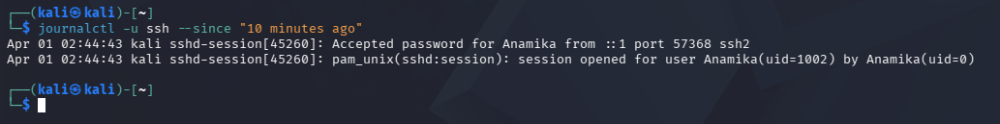 ┌──(kali㉿kali)-[~]
└─$ journalctl -u ssh --since "10 minutes ago"
Apr 01 02:44:43 kali sshd-session[45260]: Accepted password for Anamika from ::1 port 57368 ssh2
Apr 01 02:44:43 kali sshd-session[45260]: pam_unix(sshd:session): session opened for user Anamika(uid=1002) by Anamika(uid=0)
┌──(kali㉿kali)-[~]
└─$